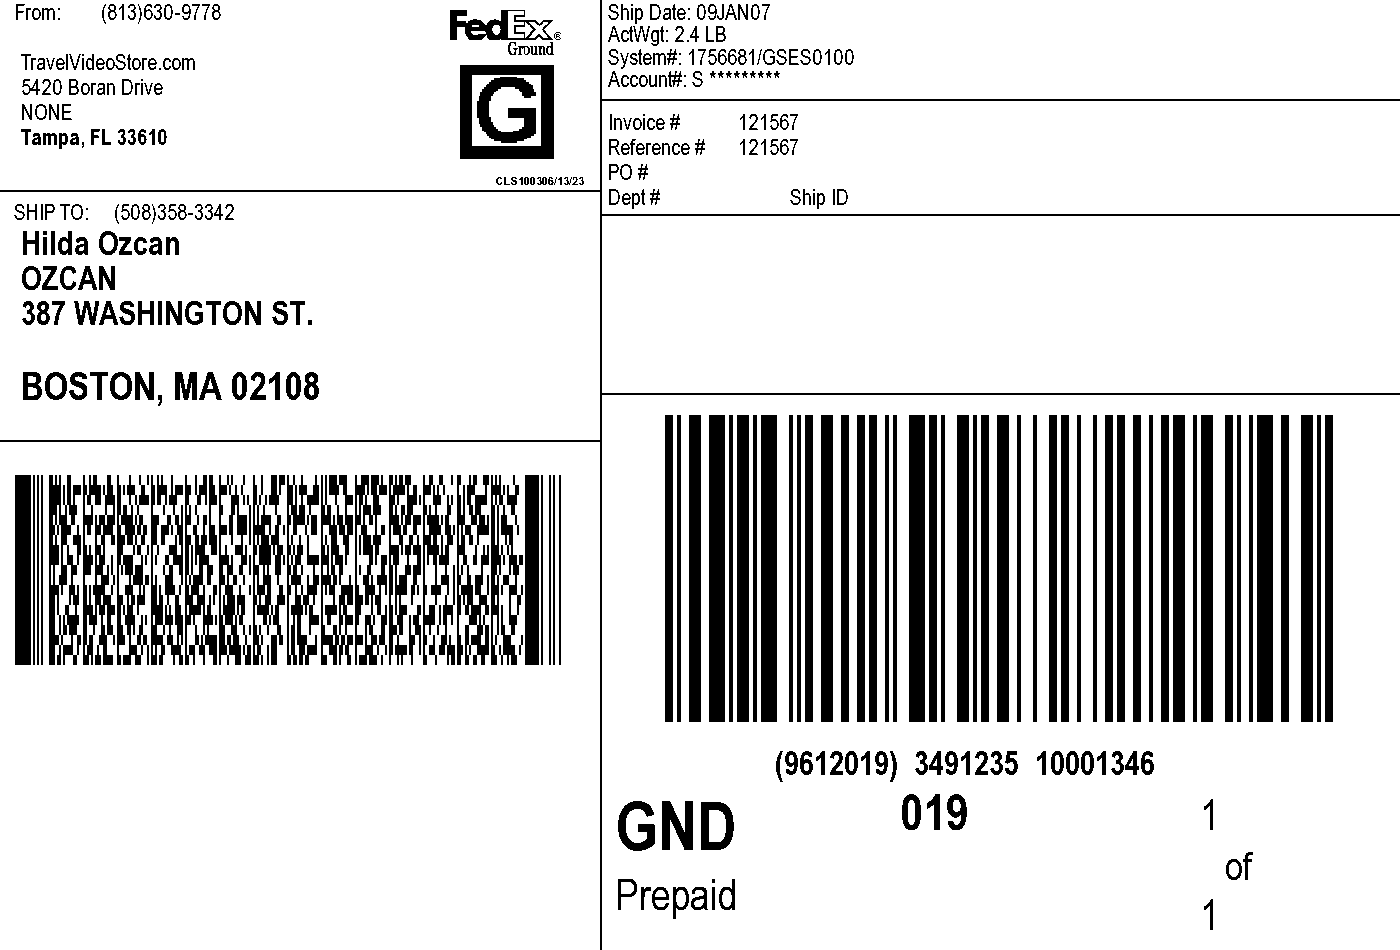 From: (813)630-9778
TravelVideoStore.com
5420 Boran Drive
NONE
Tampa, FL 33610
FedEx®
Ground
G
CLS100306/13/23
SHIP TO: (508)358-3342
Hilda Ozcan
OZCAN
387 WASHINGTON ST.
BOSTON, MA 02108
Ship Date: 09JAN07
ActWgt: 2.4 LB
System#: 1756681/GSES0100
Account#: S *********
Invoice # 121567
Reference # 121567
PO #
Dept # Ship ID
(9612019) 3491235 10001346
GND 019 1
of
Prepaid 1